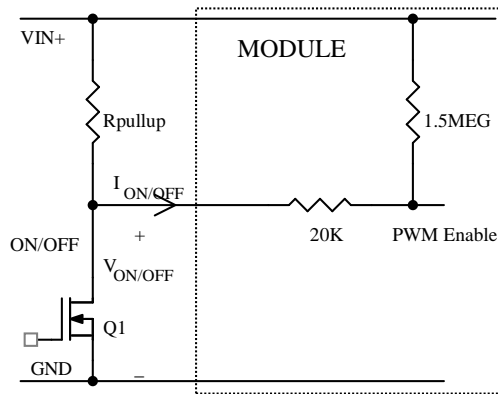 VIN+
MODULE
Rpullup
1.5MEG
I ON/OFF
+
20K
PWM Enable
ON/OFF
V ON/OFF
Q1
GND
–